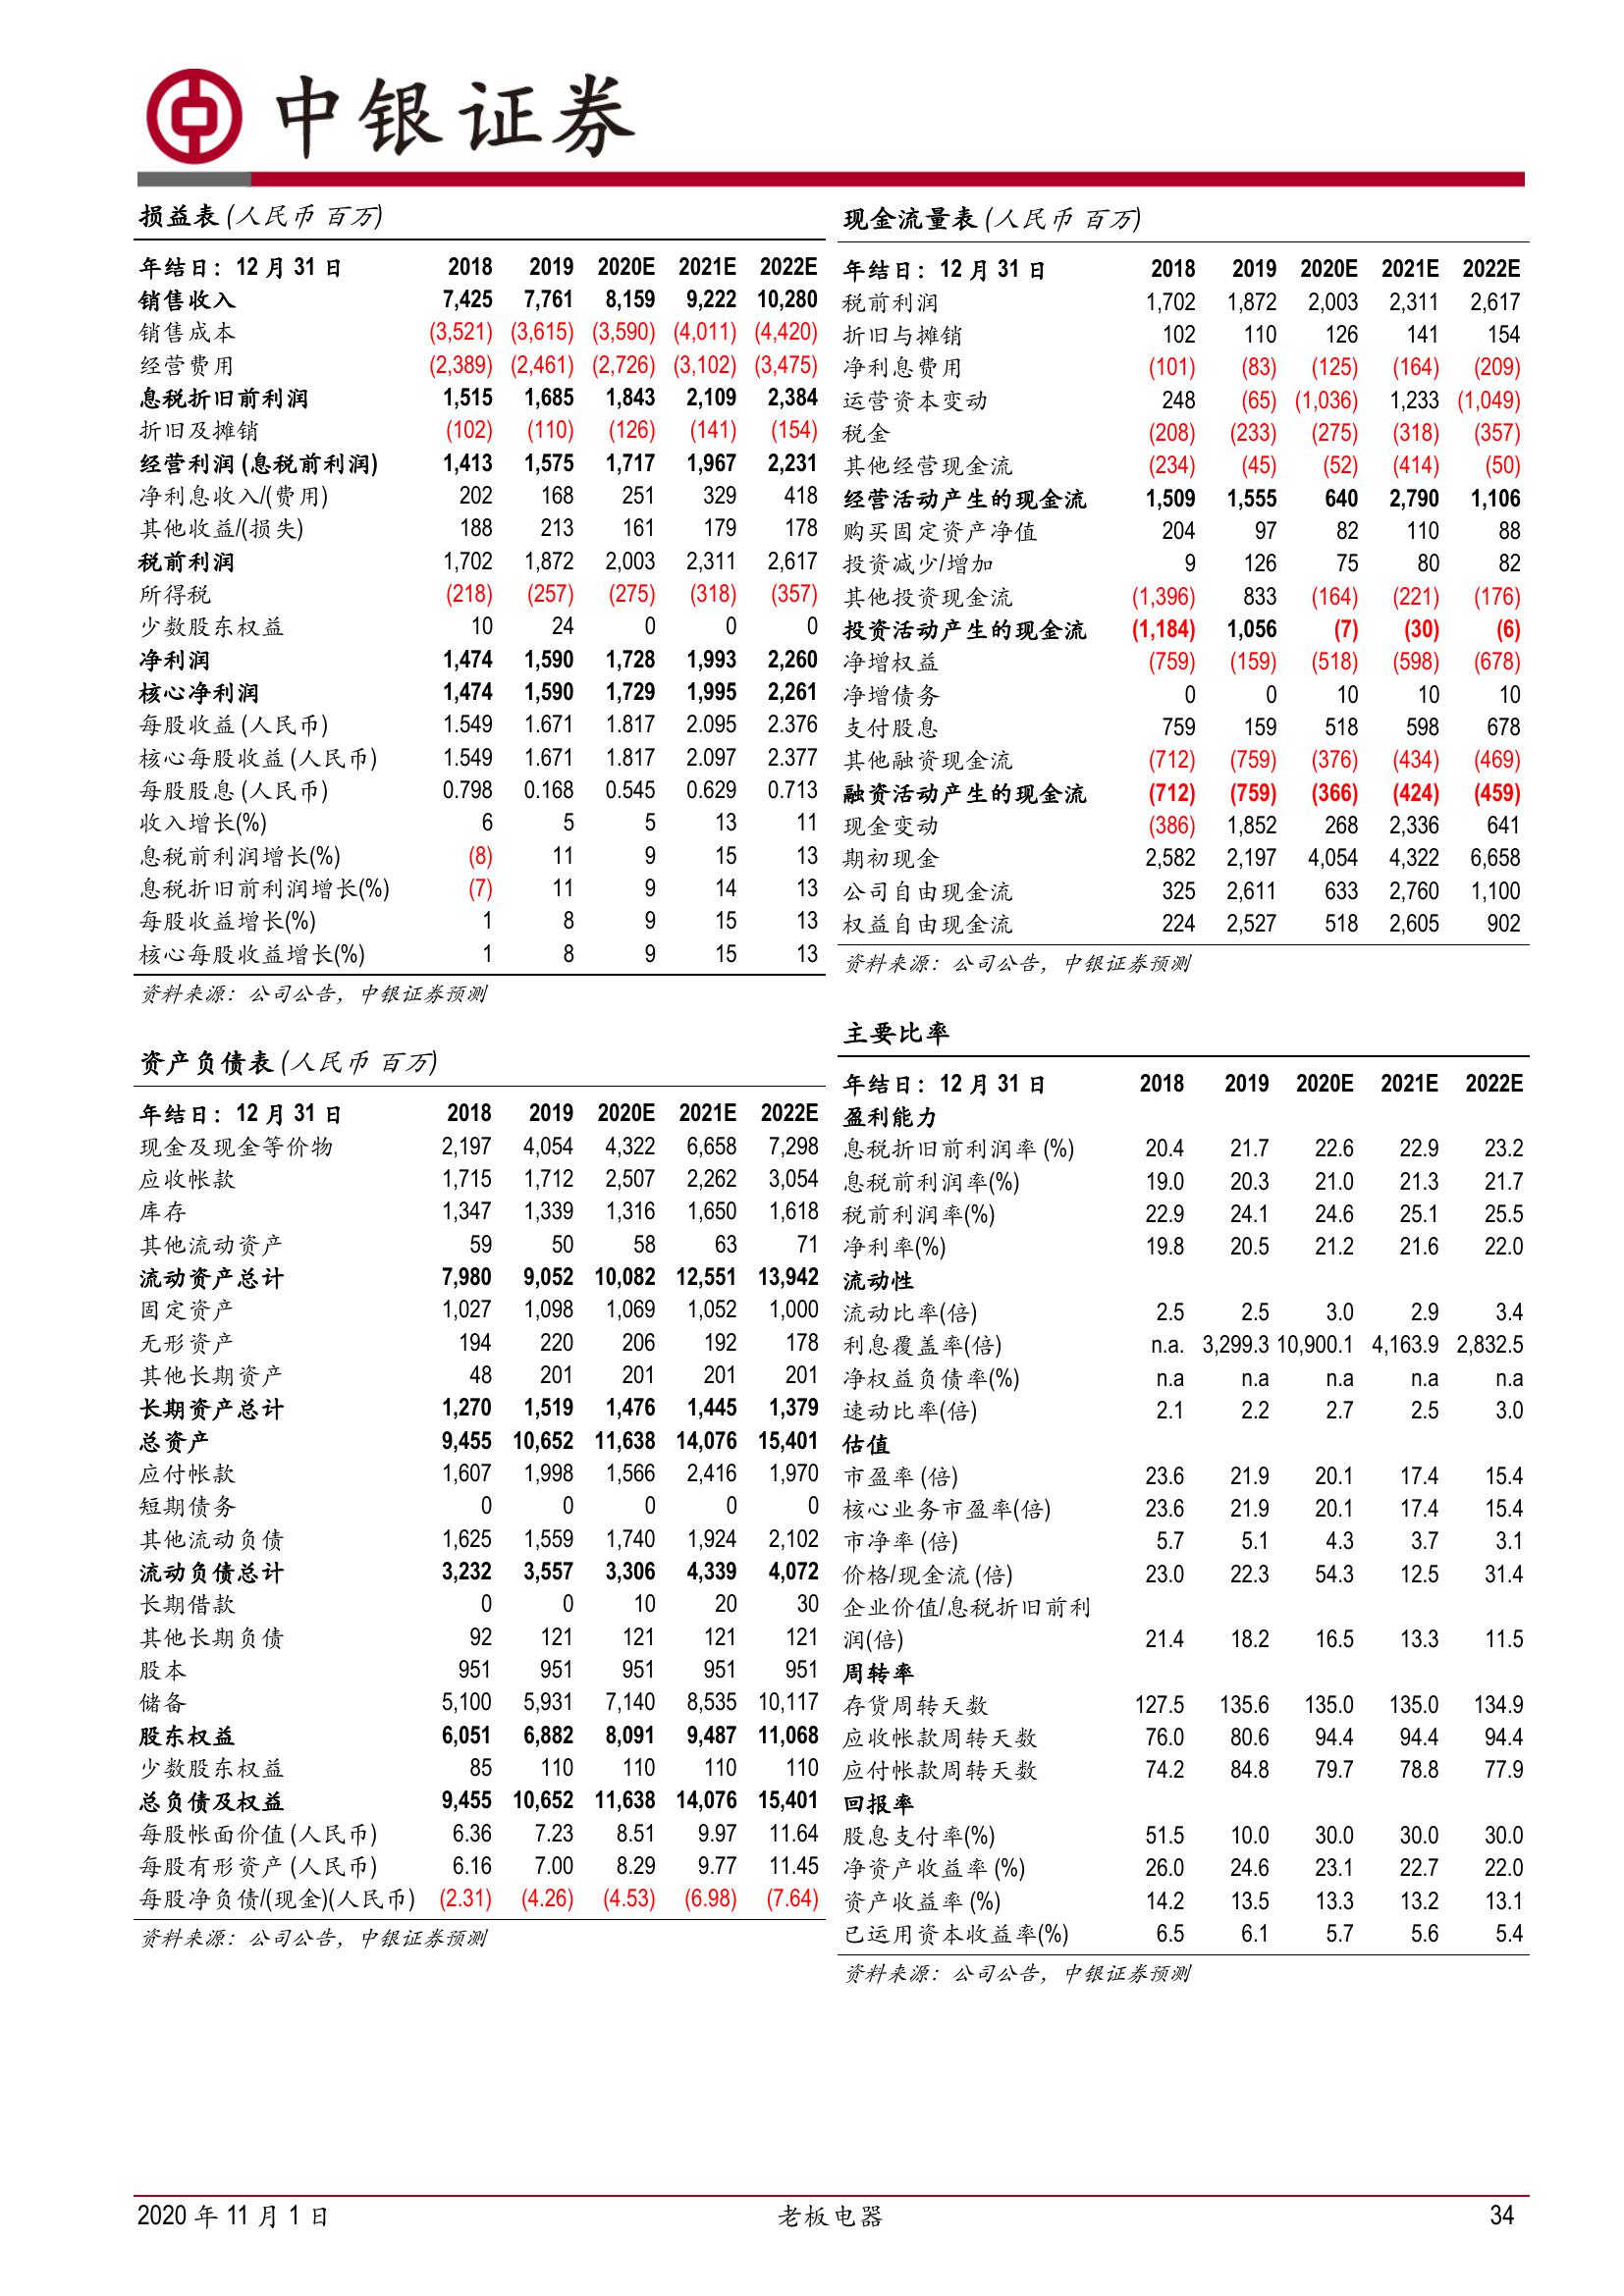 中银证券
损益表 (人民币 百万)
年结日：12 月 31 日 2018 2019 2020E 2021E 2022E
销售收入 7,425 7,761 8,159 9,222 10,280
销售成本 (3,521) (3,615) (3,590) (4,011) (4,420)
经营费用 (2,389) (2,461) (2,726) (3,102) (3,475)
息税折旧前利润 1,515 1,685 1,843 2,109 2,384
折旧及摊销 (102) (110) (126) (141) (154)
经营利润 (息税前利润) 1,413 1,575 1,717 1,967 2,231
净利息收入/(费用) 202 168 251 329 418
其他收益/(损失) 188 213 161 179 178
税前利润 1,702 1,872 2,003 2,311 2,617
所得税 (218) (257) (275) (318) (357)
少数股东权益 10 24 0 0 0
净利润 1,474 1,590 1,728 1,993 2,260
核心净利润 1,474 1,590 1,729 1,995 2,261
每股收益 (人民币) 1.549 1.671 1.817 2.095 2.376
核心每股收益 (人民币) 1.549 1.671 1.817 2.097 2.377
每股股息 (人民币) 0.798 0.168 0.545 0.629 0.713
收入增长(%) 6 5 5 13 11
息税前利润增长(%) (8) 11 9 15 13
息税折旧前利润增长(%) (7) 11 9 14 13
每股收益增长(%) 1 8 9 15 13
核心每股收益增长(%) 1 8 9 15 13
资料来源：公司公告，中银证券预测
资产负债表 (人民币 百万)
年结日：12 月 31 日 2018 2019 2020E 2021E 2022E
现金及现金等价物 2,197 4,054 4,322 6,658 7,298
应收帐款 1,715 1,712 2,507 2,262 3,054
库存 1,347 1,339 1,316 1,650 1,618
其他流动资产 59 50 58 63 71
流动资产总计 7,980 9,052 10,082 12,551 13,942
固定资产 1,027 1,098 1,069 1,052 1,000
无形资产 194 220 206 192 178
其他长期资产 48 201 201 201 201
长期资产总计 1,270 1,519 1,476 1,445 1,379
总资产 9,455 10,652 11,638 14,076 15,401
应付帐款 1,607 1,998 1,566 2,416 1,970
短期债务 0 0 0 0 0
其他流动负债 1,625 1,559 1,740 1,924 2,102
流动负债总计 3,232 3,557 3,306 4,339 4,072
长期借款 0 0 10 20 30
其他长期负债 92 121 121 121 121
股本 951 951 951 951 951
储备 5,100 5,931 7,140 8,535 10,117
股东权益 6,051 6,882 8,091 9,487 11,068
少数股东权益 85 110 110 110 110
总负债及权益 9,455 10,652 11,638 14,076 15,401
每股帐面价值 (人民币) 6.36 7.23 8.51 9.97 11.64
每股有形资产 (人民币) 6.16 7.00 8.29 9.77 11.45
每股净负债/(现金)(人民币) (2.31) (4.26) (4.53) (6.98) (7.64)
资料来源：公司公告，中银证券预测
现金流量表 (人民币 百万)
年结日：12 月 31 日 2018 2019 2020E 2021E 2022E
税前利润 1,702 1,872 2,003 2,311 2,617
折旧与摊销 102 110 126 141 154
净利息费用 (101) (83) (125) (164) (209)
运营资本变动 248 (65) (1,036) 1,233 (1,049)
税金 (208) (233) (275) (318) (357)
其他经营现金流 (234) (45) (52) (414) (50)
经营活动产生的现金流 1,509 1,555 640 2,790 1,106
购买固定资产净值 204 97 82 110 88
投资减少/增加 9 126 75 80 82
其他投资现金流 (1,396) 833 (164) (221) (176)
投资活动产生的现金流 (1,184) 1,056 (7) (30) (6)
净增权益 (759) (159) (518) (598) (678)
净增债务 0 0 10 10 10
支付股息 759 159 518 598 678
其他融资现金流 (712) (759) (376) (434) (469)
融资活动产生的现金流 (712) (759) (366) (424) (459)
现金变动 (386) 1,852 268 2,336 641
期初现金 2,582 2,197 4,054 4,322 6,658
公司自由现金流 325 2,611 633 2,760 1,100
权益自由现金流 224 2,527 518 2,605 902
资料来源：公司公告，中银证券预测
主要比率
年结日：12 月 31 日 2018 2019 2020E 2021E 2022E
盈利能力
息税折旧前利润率 (%) 20.4 21.7 22.6 22.9 23.2
息税前利润率(%) 19.0 20.3 21.0 21.3 21.7
税前利润率(%) 22.9 24.1 24.6 25.1 25.5
净利率(%) 19.8 20.5 21.2 21.6 22.0
流动性
流动比率(倍) 2.5 2.5 3.0 2.9 3.4
利息覆盖率(倍) n.a. 3,299.3 10,900.1 4,163.9 2,832.5
净权益负债率(%) n.a n.a n.a n.a n.a
速动比率(倍) 2.1 2.2 2.7 2.5 3.0
估值
市盈率 (倍) 23.6 21.9 20.1 17.4 15.4
核心业务市盈率(倍) 23.6 21.9 20.1 17.4 15.4
市净率 (倍) 5.7 5.1 4.3 3.7 3.1
价格/现金流 (倍) 23.0 22.3 54.3 12.5 31.4
企业价值/息税折旧前利
润(倍) 21.4 18.2 16.5 13.3 11.5
周转率
存货周转天数 127.5 135.6 135.0 135.0 134.9
应收帐款周转天数 76.0 80.6 94.4 94.4 94.4
应付帐款周转天数 74.2 84.8 79.7 78.8 77.9
回报率
股息支付率(%) 51.5 10.0 30.0 30.0 30.0
净资产收益率 (%) 26.0 24.6 23.1 22.7 22.0
资产收益率 (%) 14.2 13.5 13.3 13.2 13.1
已运用资本收益率(%) 6.5 6.1 5.7 5.6 5.4
资料来源：公司公告，中银证券预测
2020 年 11 月 1 日 老板电器 34